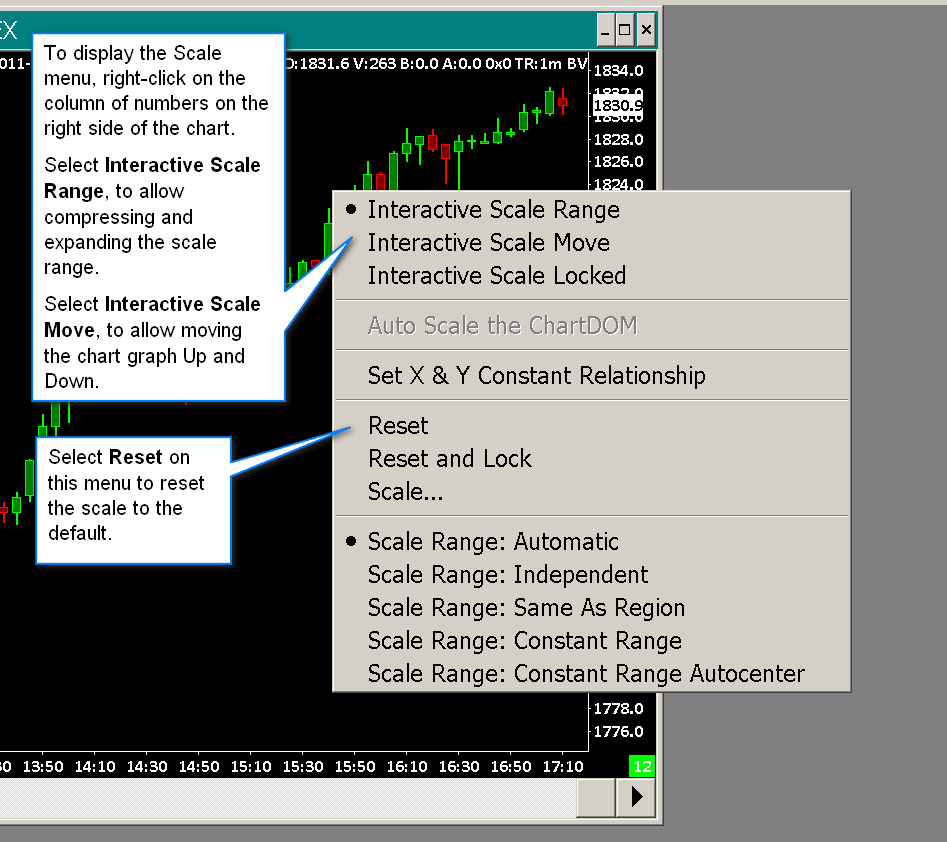 EX
011-
D:1831.6 V:263 B:0.0 A:0.0 0x0 TR:1m BV
To display the Scale
menu, right-click on the
column of numbers on the
right side of the chart.
Select Interactive Scale
Range, to allow
compressing and
expanding the scale
range.
Select Interactive Scale
Move, to allow moving
the chart graph Up and
Down.
Select Reset on
this menu to reset
the scale to the
default.
1834.0
1832.0
1830.9
1830.0
1828.0
1826.0
1824.0
Interactive Scale Range
Interactive Scale Move
Interactive Scale Locked
Auto Scale the ChartDOM
Set X & Y Constant Relationship
Reset
Reset and Lock
Scale...
Scale Range: Automatic
Scale Range: Independent
Scale Range: Same As Region
Scale Range: Constant Range
Scale Range: Constant Range Autocenter
1778.0
1776.0
30 13:50 14:10 14:30 14:50 15:10 15:30 15:50 16:10 16:30 16:50 17:10
12